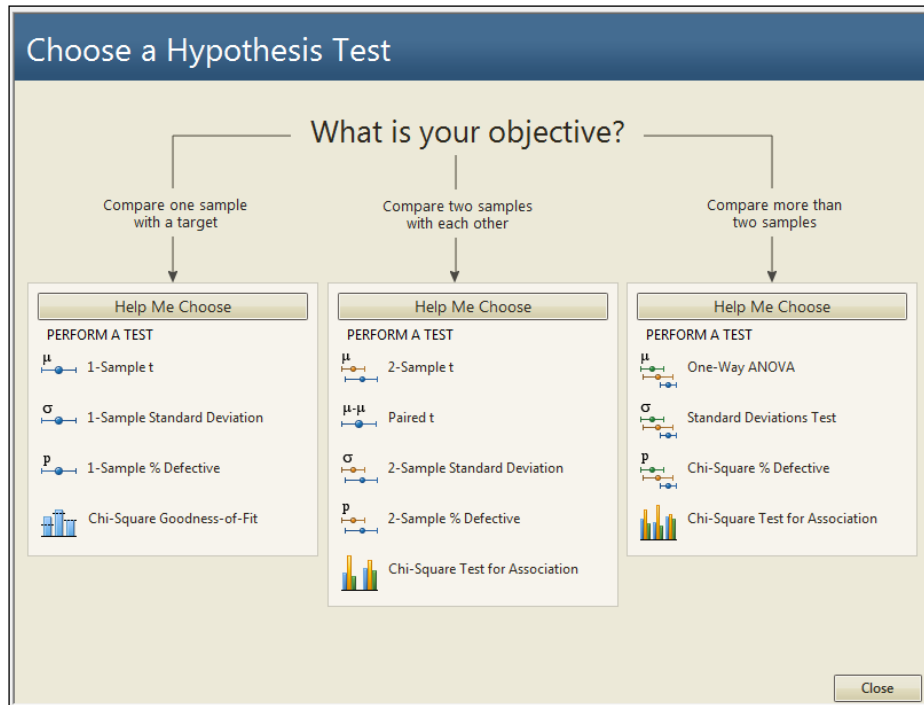 Choose a Hypothesis Test
What is your objective?
Compare one sample
with a target
Compare two samples
with each other
Compare more than
two samples
Help Me Choose
PERFORM A TEST
μ
1-Sample t
σ
1-Sample Standard Deviation
p
1-Sample % Defective
Chi-Square Goodness-of-Fit
Help Me Choose
PERFORM A TEST
μ
2-Sample t
μ-μ
Paired t
σ
2-Sample Standard Deviation
p
2-Sample % Defective
Chi-Square Test for Association
Help Me Choose
PERFORM A TEST
μ
One-Way ANOVA
σ
Standard Deviations Test
p
Chi-Square % Defective
Chi-Square Test for Association
Close